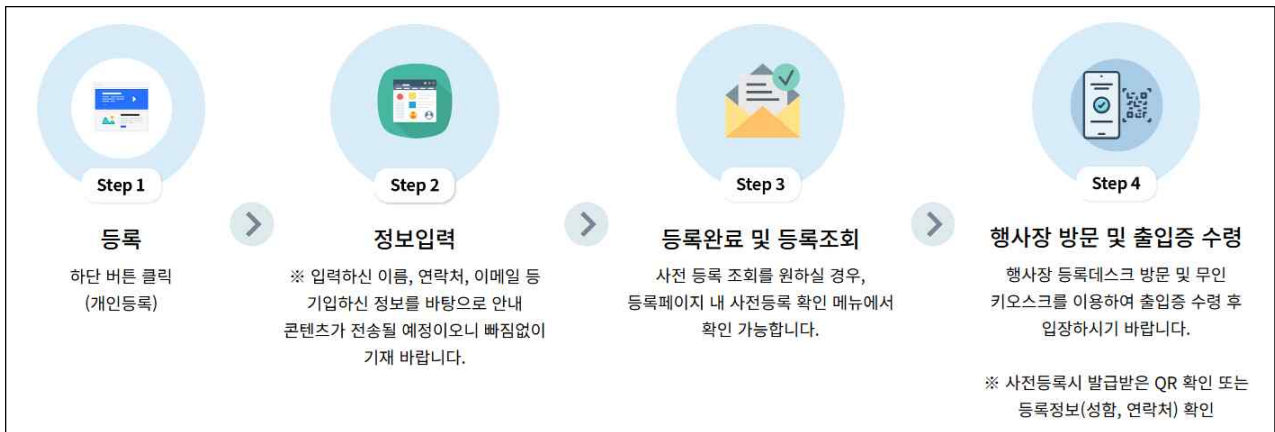 Step 1
등록
하단 버튼 클릭
(개인등록)
Step 2
정보입력
※ 입력하신 이름, 연락처, 이메일 등
기입하신 정보를 바탕으로 안내
콘텐츠가 전송될 예정이오니 빠짐없이
기재 바랍니다.
Step 3
등록완료 및 등록조회
사전 등록 조회를 원하실 경우,
등록페이지 내 사전등록 확인 메뉴에서
확인 가능합니다.
Step 4
행사장 방문 및 출입증 수령
행사장 등록데스크 방문 및 무인
키오스크를 이용하여 출입증 수령 후
입장하시기 바랍니다.
※ 사전등록시 발급받은 QR 확인 또는
등록정보(성함, 연락처) 확인